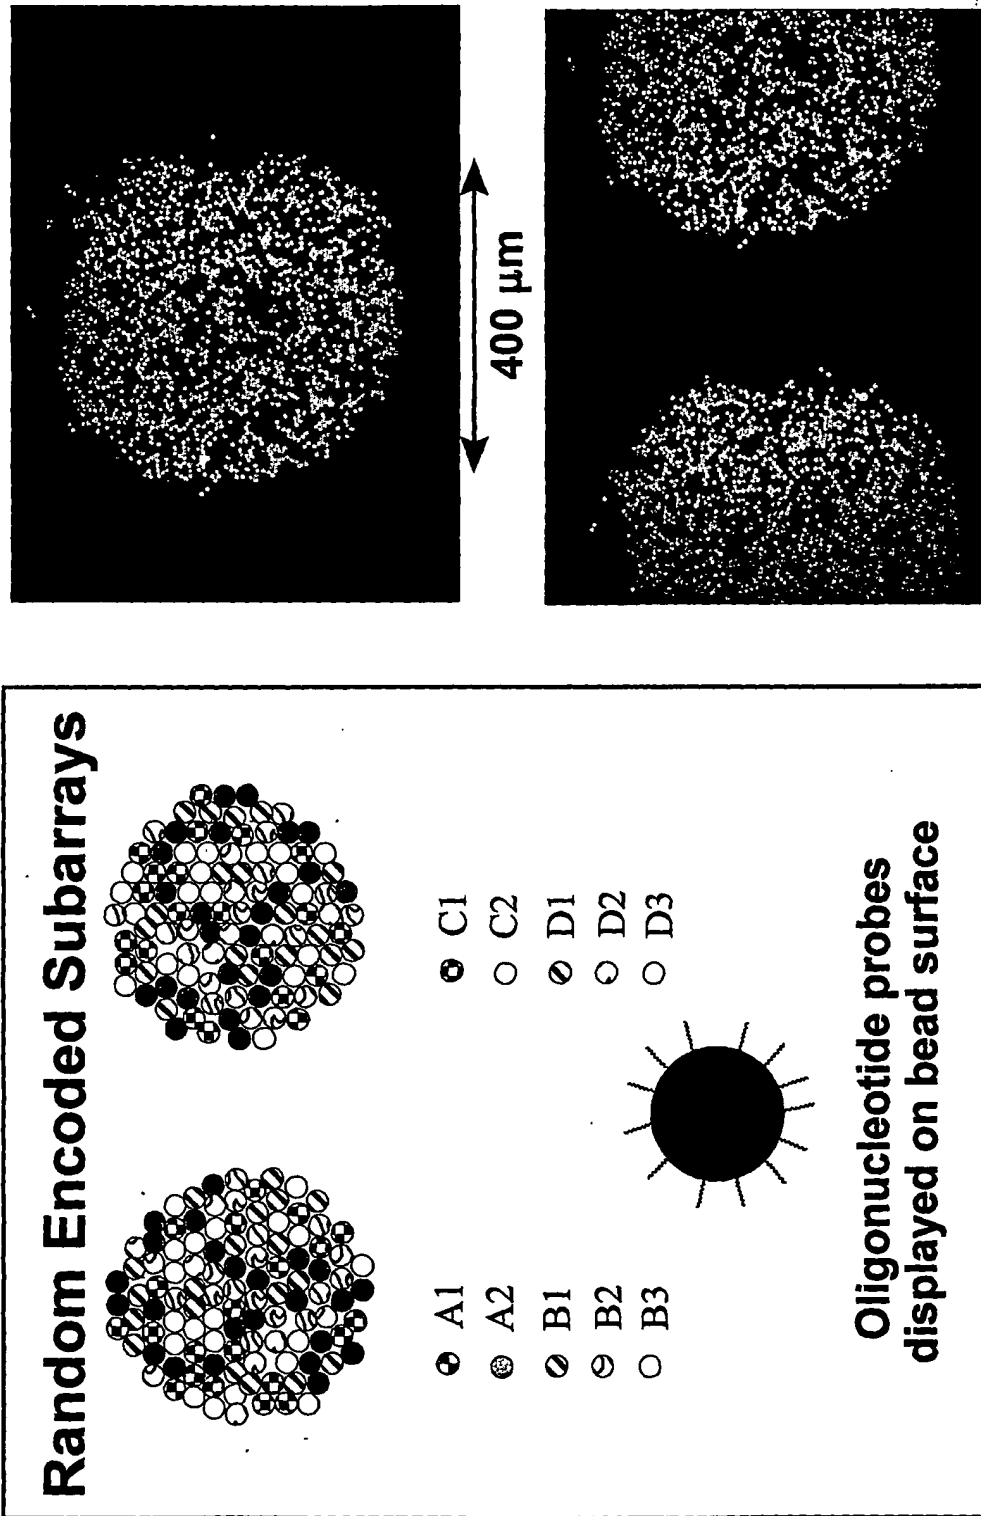 Random Encoded Subarrays
A1
A2
B1
B2
B3
C1
C2
D1
D2
D3
Oligonucleotide probes
displayed on bead surface
400 μm